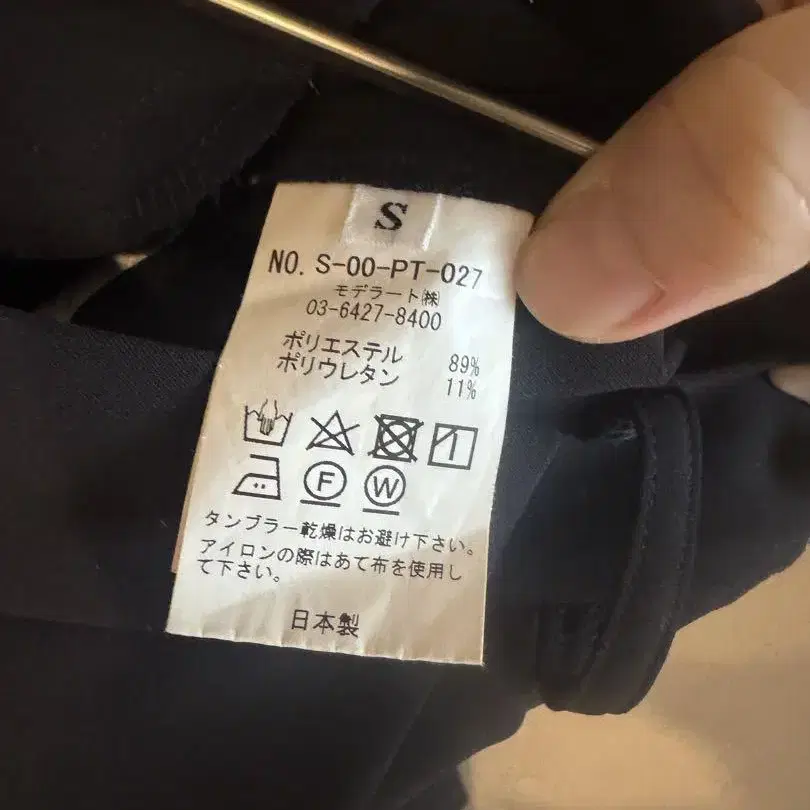 S
NO. S-00-PT-027
モデラート㈱
03-6427-8400
ポリエステル 89%
ポリウレタン 11%
F W
タンブラー乾燥はお避け下さい。
アイロンの際はあて布を使用し
て下さい。
日本製